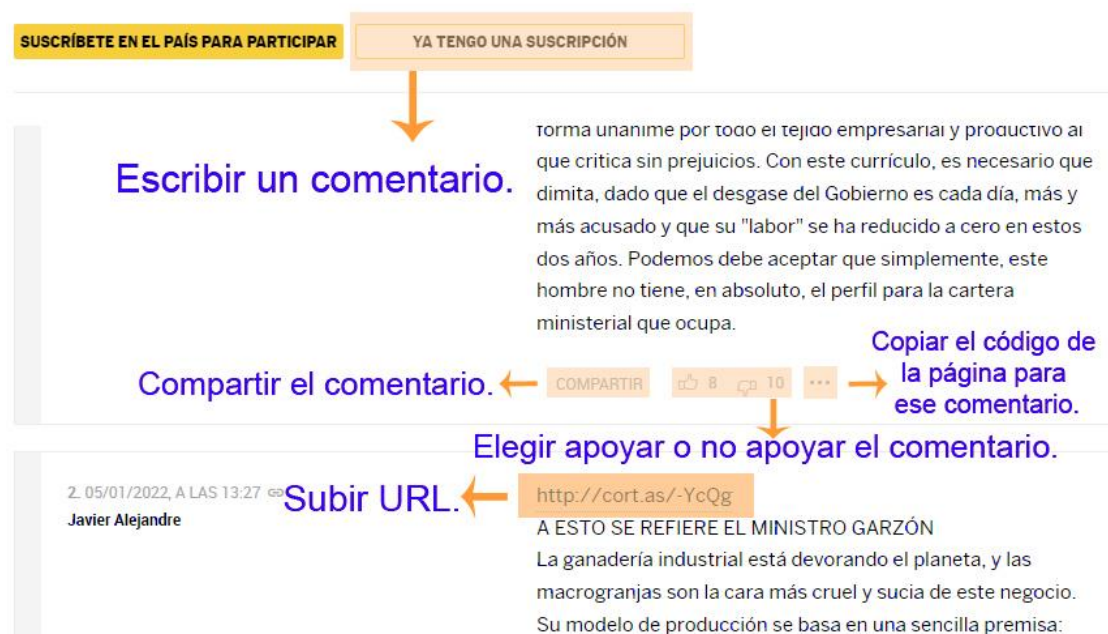 SUSCRÍBETE EN EL PAÍS PARA PARTICIPAR
YA TENGO UNA SUSCRIPCIÓN
Escribir un comentario.
forma unánime por todo el tejido empresarial y productivo al
que critica sin prejuicios. Con este currículo, es necesario que
dimita, dado que el desgase del Gobierno es cada día, más y
más acusado y que su "labor" se ha reducido a cero en estos
dos años. Podemos debe aceptar que simplemente, este
hombre no tiene, en absoluto, el perfil para la cartera
ministerial que ocupa.
Compartir el comentario.
COMPARTIR
8
10
Copiar el código de
la página para
ese comentario.
Elegir apoyar o no apoyar el comentario.
2. 05/01/2022, A LAS 13:27
Javier Alejandre
Subir URL.
http://cort.as/-YcQg
A ESTO SE REFIERE EL MINISTRO GARZÓN
La ganadería industrial está devorando el planeta, y las
macrogranjas son la cara más cruel y sucia de este negocio.
Su modelo de producción se basa en una sencilla premisa: